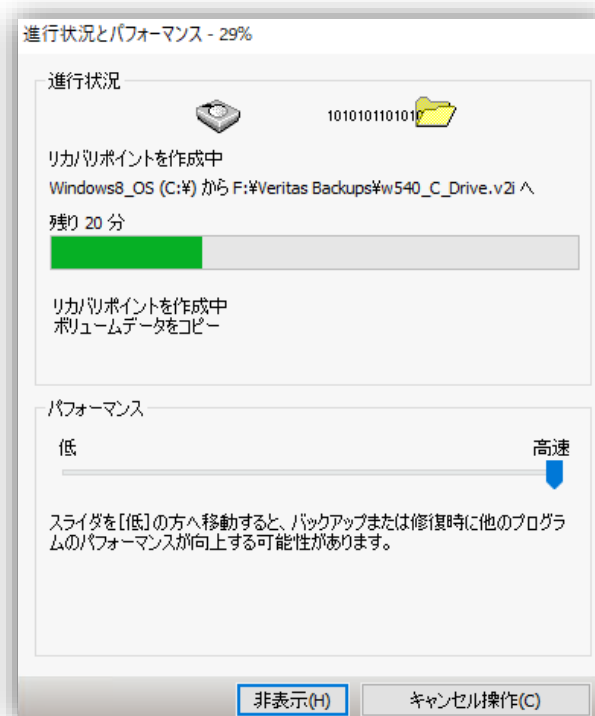 進行状況とパフォーマンス - 29%
進行状況
101010110101010
リカバリポイントを作成中
Windows8_OS (C:¥) から F:¥Veritas Backups¥w540_C_Drive.v2i へ
残り 20 分
リカバリポイントを作成中
ボリュームデータをコピー
パフォーマンス
低
高速
スライダを[低]の方へ移動すると、バックアップまたは修復時に他のプログラ
ムのパフォーマンスが向上する可能性があります。
非表示(H)
キャンセル操作(C)